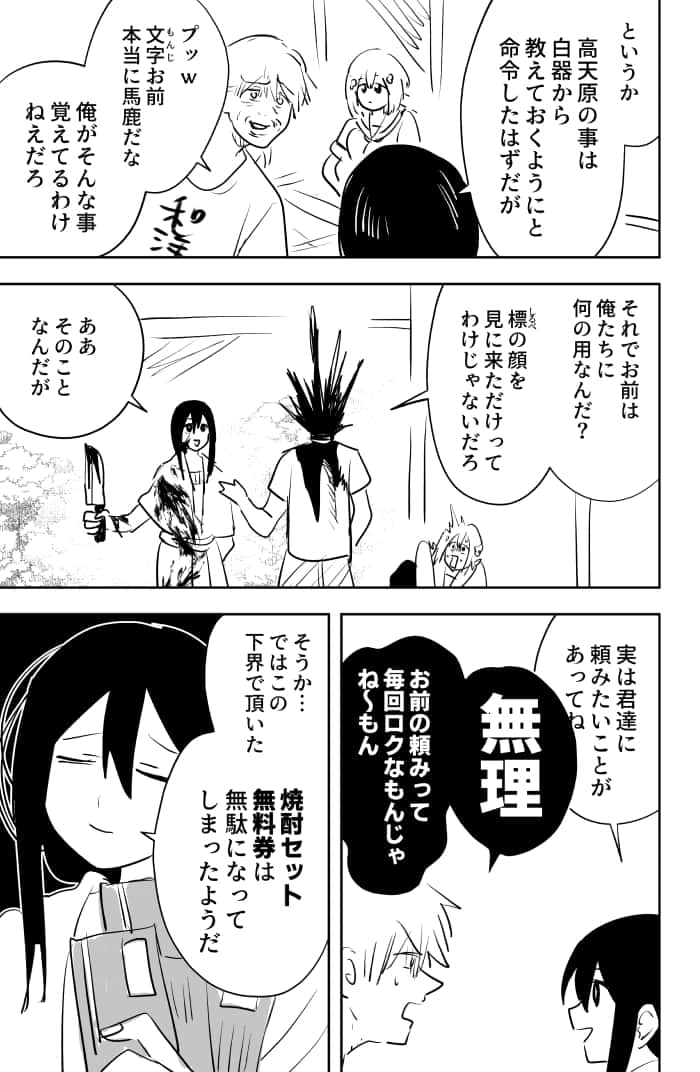 というか
高天原の事は
白器から
教えておくようにと
命令したはずだが
プッw
文字お前
もんじ
本当に馬鹿だな
俺がそんな事
覚えてるわけ
ねえだろ
それでお前は
俺たちに
何の用なんだ?
標の顔を
しるべ
見に来ただけって
わけじゃないだろ
ああ
そのこと
なんだが
実は君達に
頼みたいことが
あってね
無理
お前の頼みって
毎回ロクなもんじゃ
ね〜もん
そうか…
ではこの
下界で頂いた
焼酎セット
無料券は
無駄になって
しまったようだ